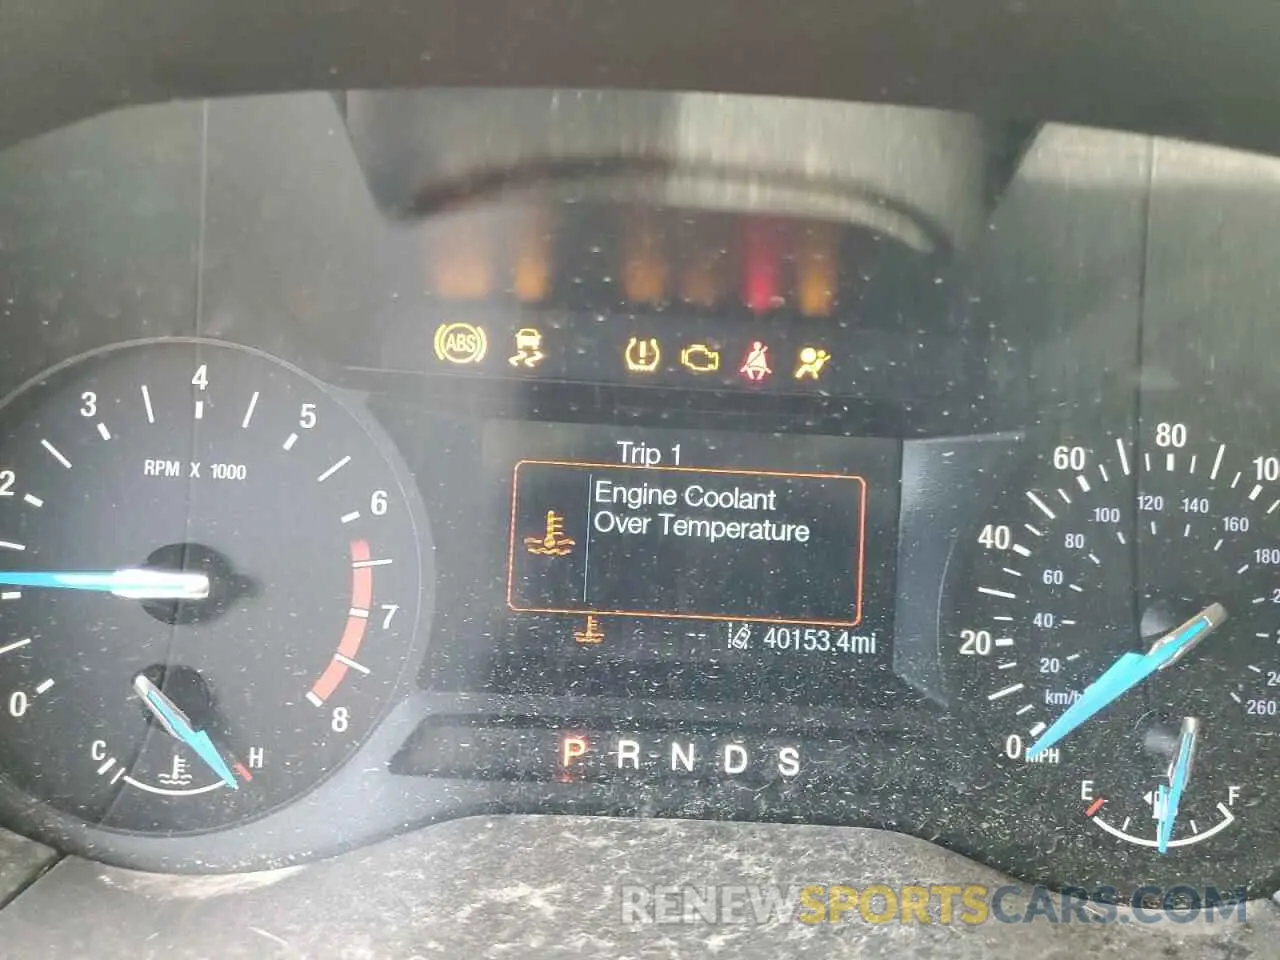 ABS
Trip 1
Engine Coolant
Over Temperature
-- 40153.4mi
P R N D S
0 2 3 4 5 6 7 8
RPM X 1000
C H
0 20 40 60 80
20 40 60 80 100 120 140 160 180 260
km/h
MPH
E F
RENEWSPORTSCARS.COM